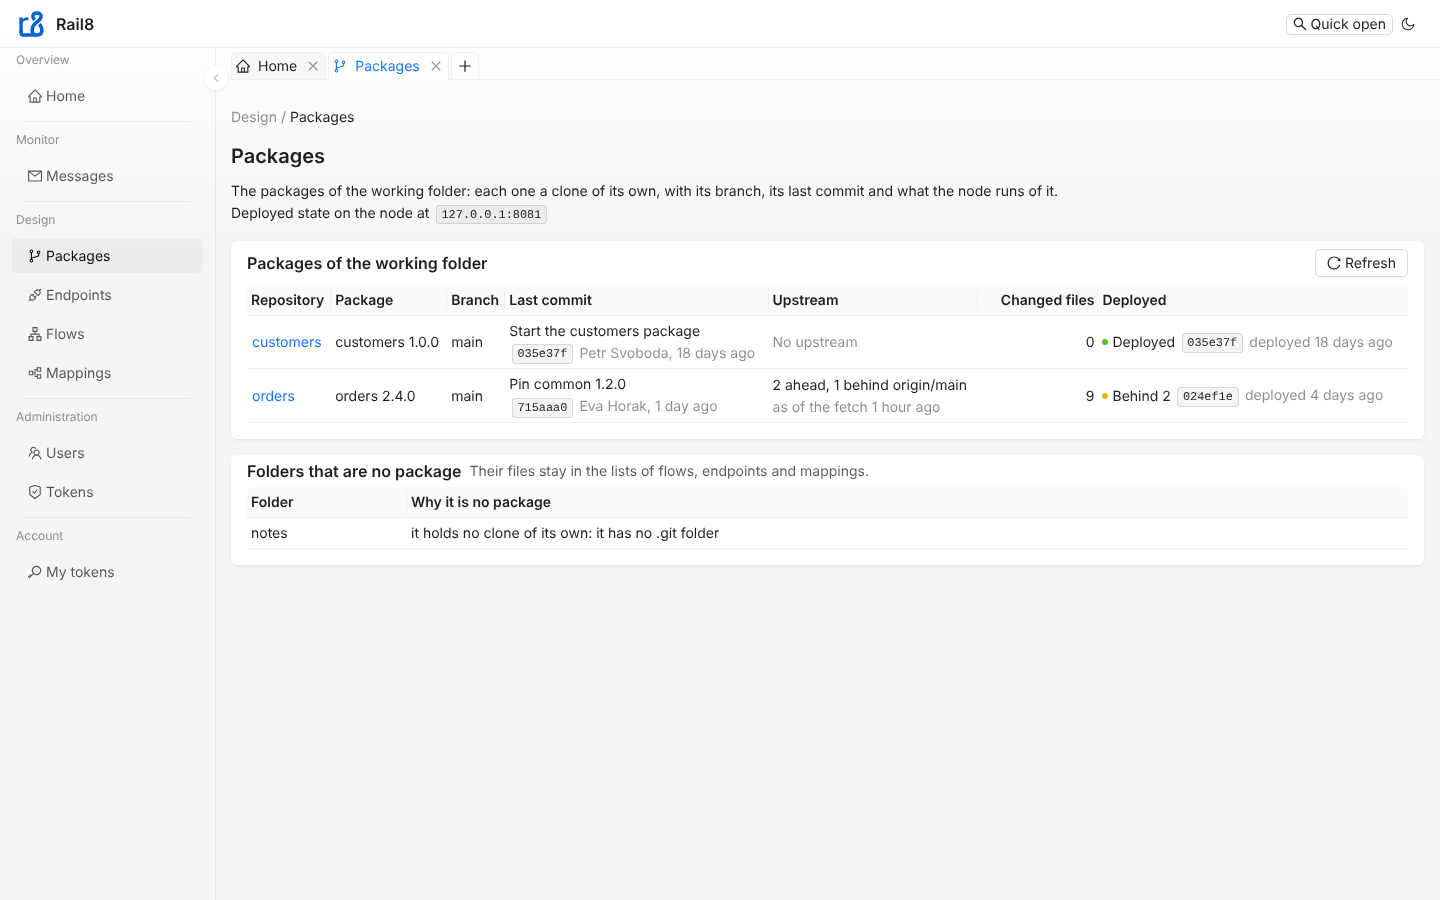 r8 Rail8
Quick open
Overview
Home
Monitor
Messages
Design
Packages
Endpoints
Flows
Mappings
Administration
Users
Tokens
Account
My tokens
Home
Packages
Design / Packages
Packages
The packages of the working folder: each one a clone of its own, with its branch, its last commit and what the node runs of it.
Deployed state on the node at 127.0.0.1:8081
Packages of the working folder
Refresh
Repository Package Branch Last commit Upstream Changed files Deployed
customers customers 1.0.0 main Start the customers package No upstream 0 Deployed 035e37f deployed 18 days ago
035e37f Petr Svoboda, 18 days ago
orders orders 2.4.0 main Pin common 1.2.0 2 ahead, 1 behind origin/main 9 Behind 2 024ef1e deployed 4 days ago
715aaa0 Eva Horak, 1 day ago as of the fetch 1 hour ago
Folders that are no package Their files stay in the lists of flows, endpoints and mappings.
Folder Why it is no package
notes it holds no clone of its own: it has no .git folder